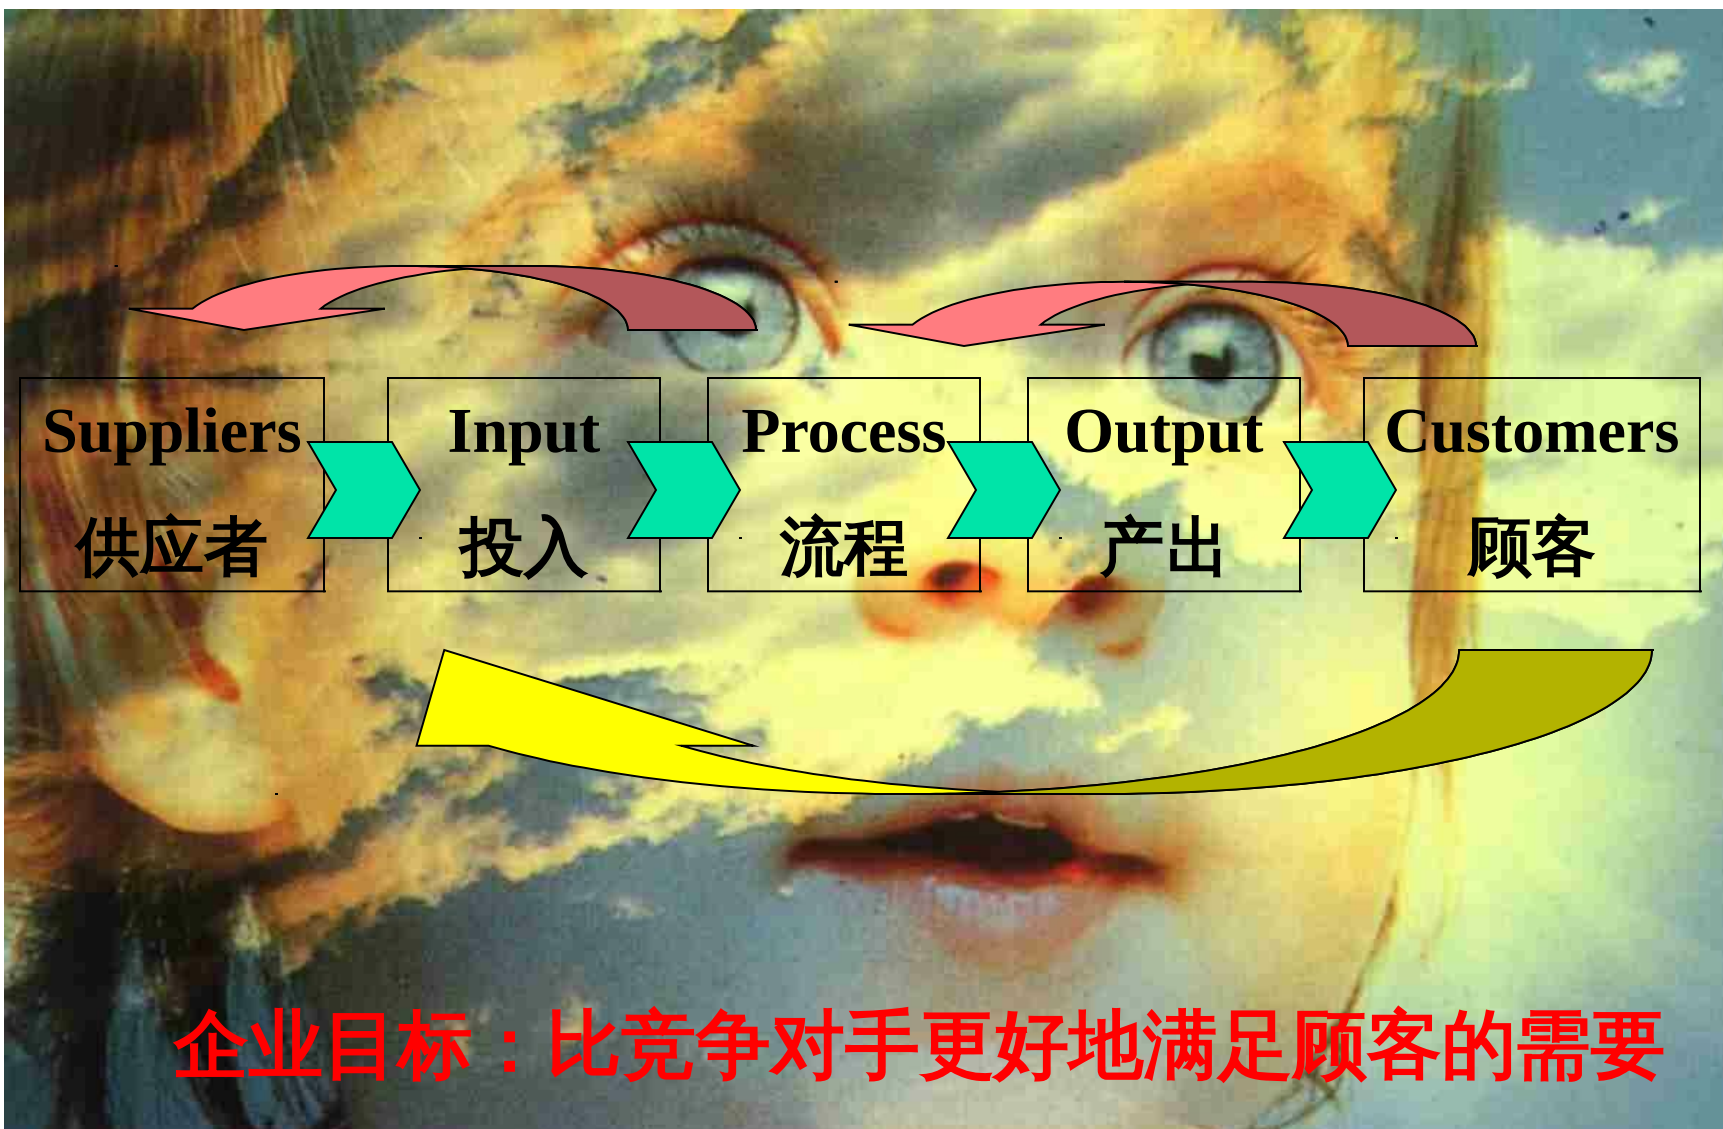 Suppliers
供应者
Input
投入
Process
流程
Output
产出
Customers
顾客
企业目标：比竞争对手更好地满足顾客的需要